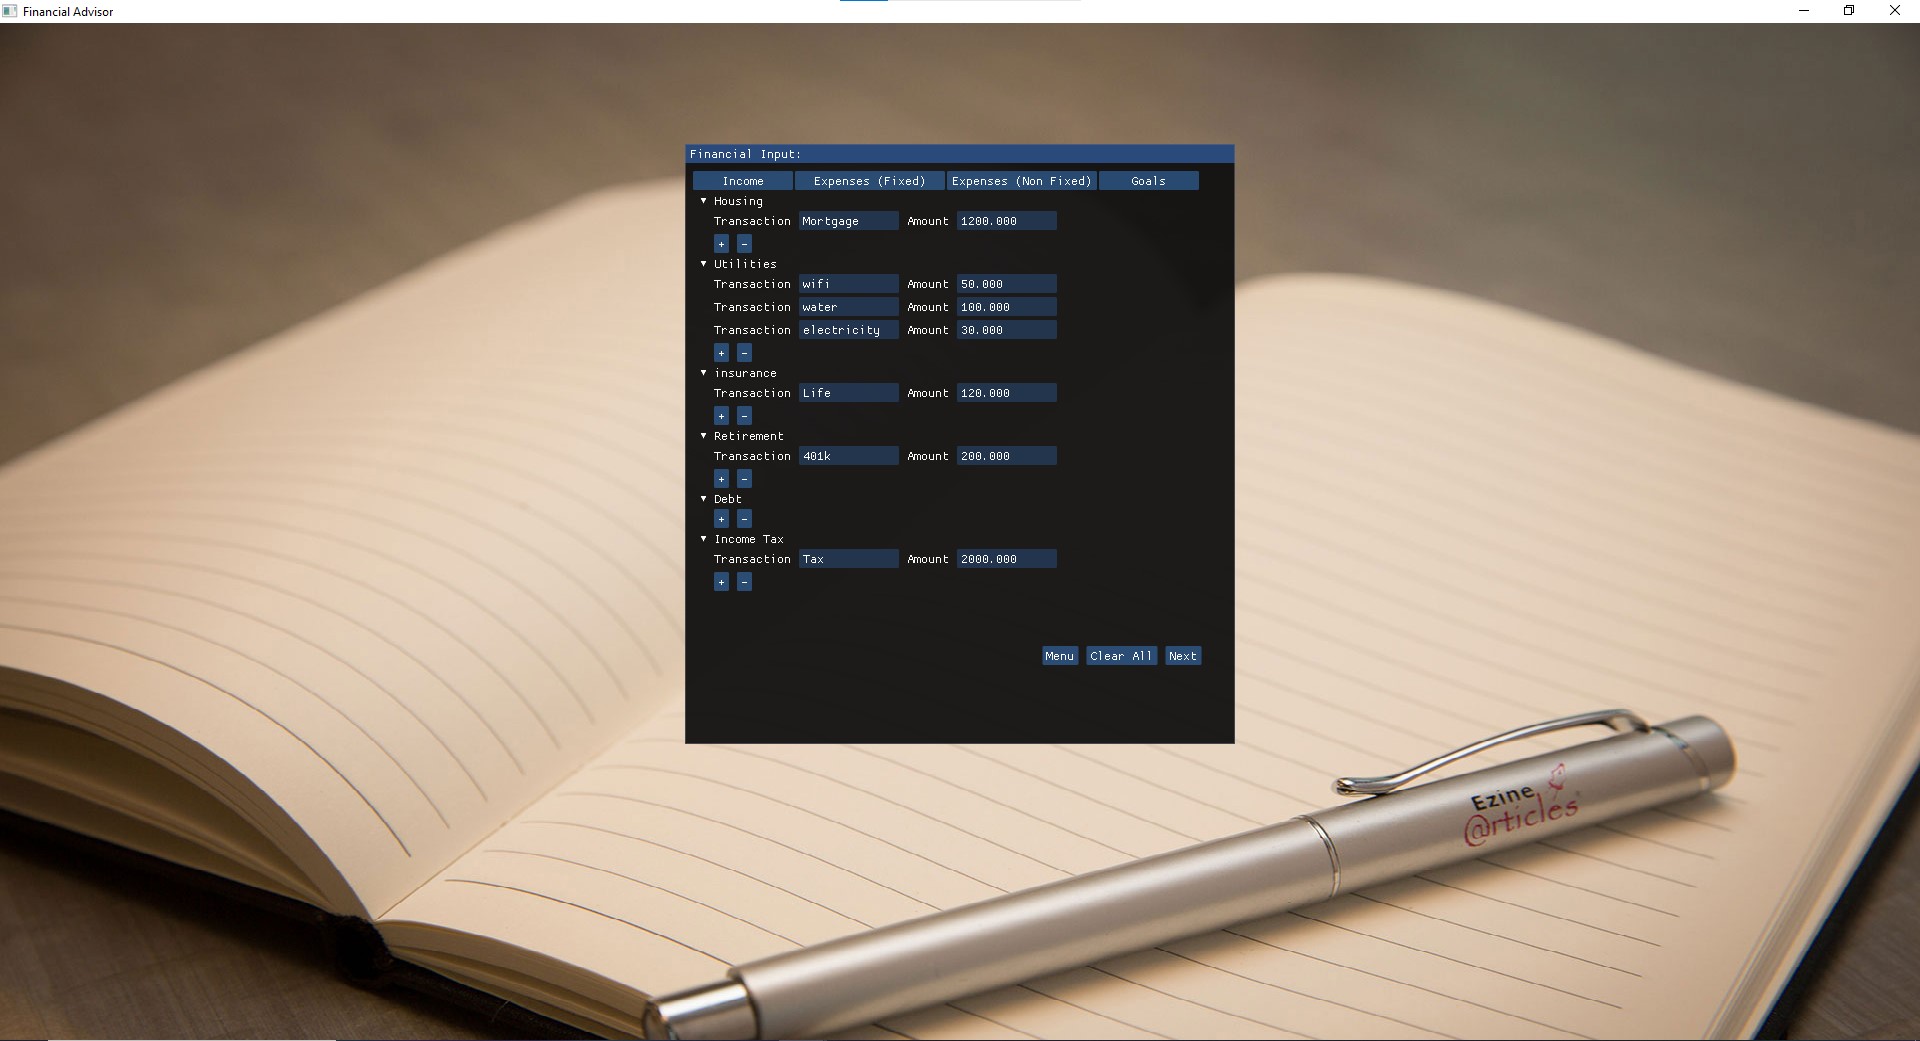 Financial Advisor
Financial Input:
Income Expenses (Fixed) Expenses (Non Fixed) Goals
Housing
Transaction Mortgage Amount 1200.000
+ -
Utilities
Transaction wifi Amount 50.000
Transaction water Amount 100.000
Transaction electricity Amount 30.000
+ -
insurance
Transaction Life Amount 120.000
+ -
Retirement
Transaction 401k Amount 200.000
+ -
Debt
+ -
Income Tax
Transaction Tax Amount 2000.000
+ -
Menu Clear All Next
Ezine
@rticles